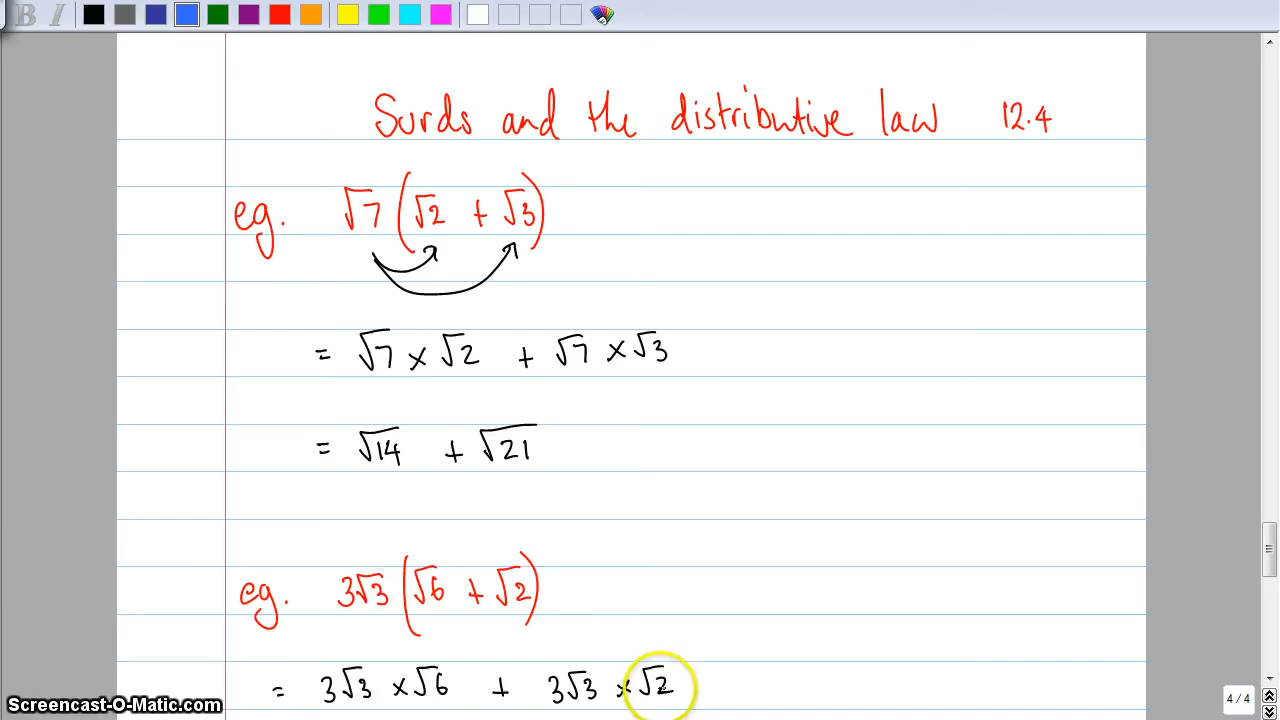 B I
Surds and the distributive law 12.4
eg. √7 (√2 + √3)
= √7 × √2 + √7 × √3
= √14 + √21
eg. 3√3 (√6 + √2)
= 3√3 × √6 + 3√3 × √2
Screencast-O-Matic.com
4/4